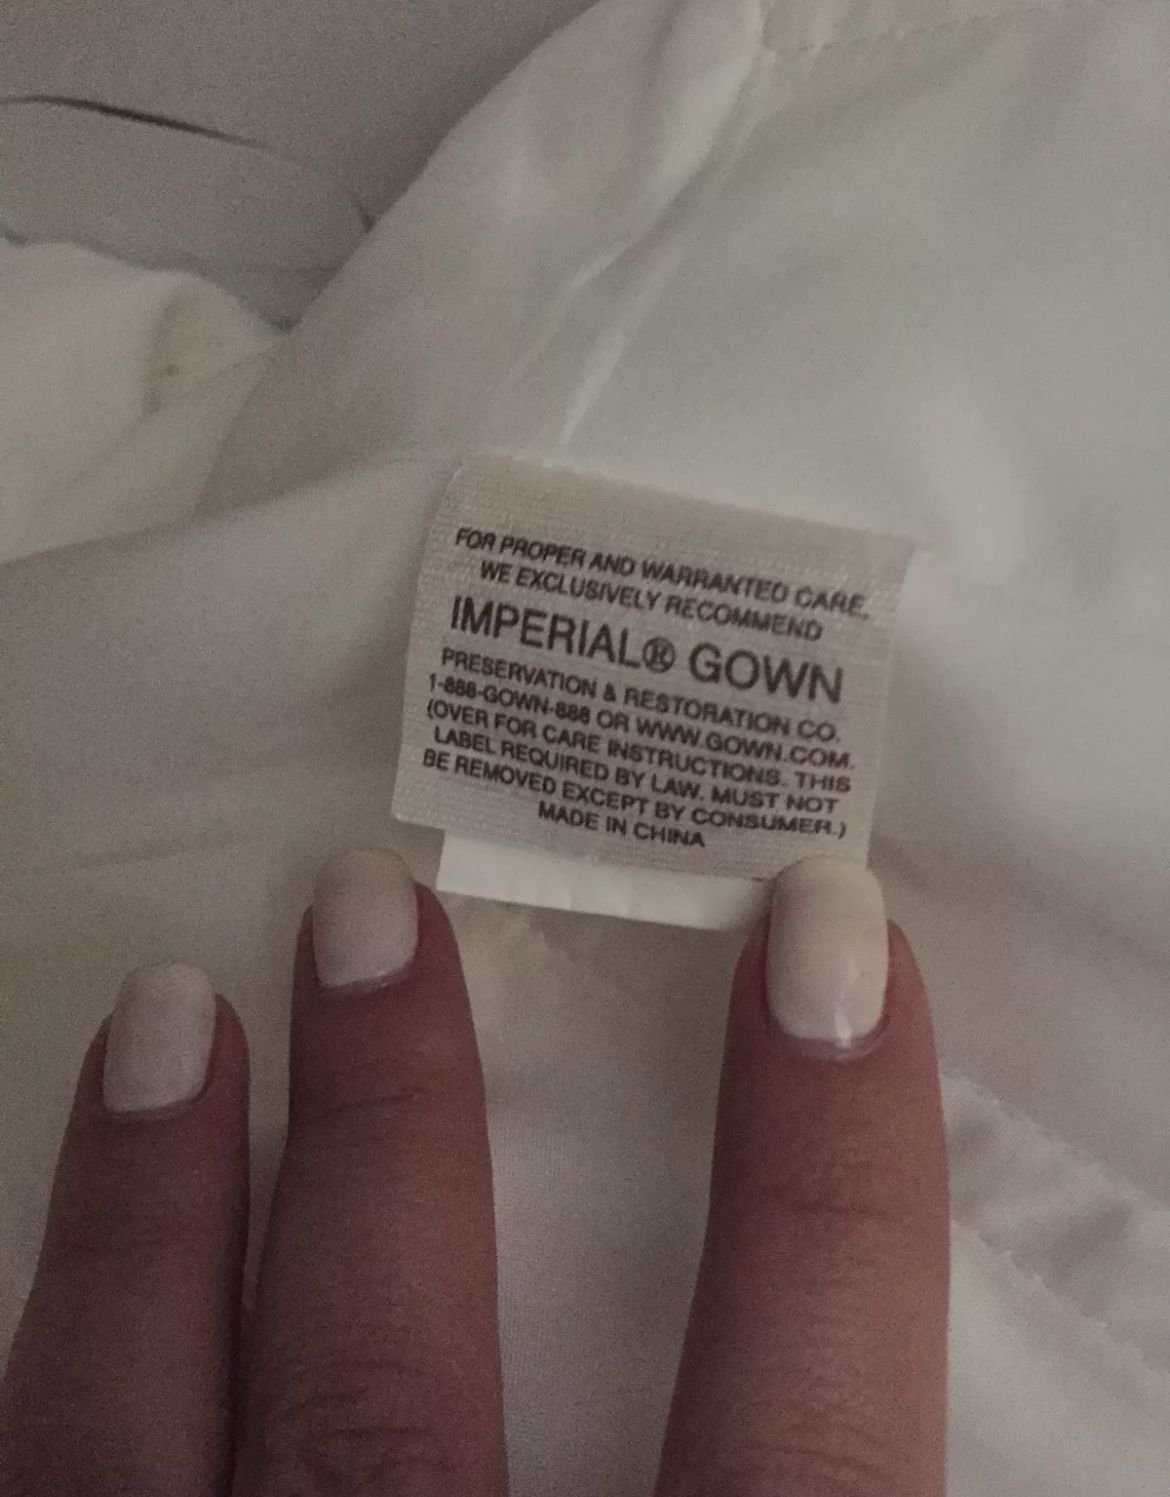 FOR PROPER AND WARRANTED CARE,
WE EXCLUSIVELY RECOMMEND
IMPERIAL® GOWN
PRESERVATION & RESTORATION CO.
1-888-GOWN-888 OR WWW.GOWN.COM.
(OVER FOR CARE INSTRUCTIONS. THIS
LABEL REQUIRED BY LAW. MUST NOT
BE REMOVED EXCEPT BY CONSUMER.)
MADE IN CHINA